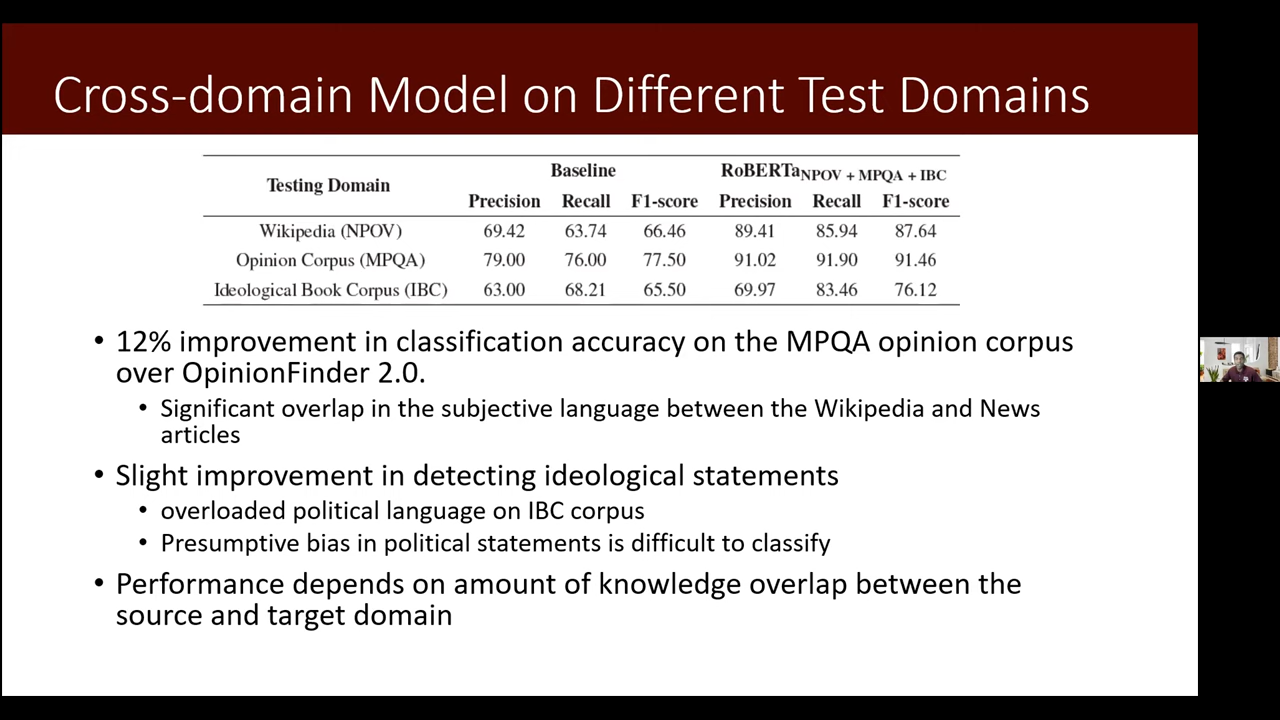 Cross-domain Model on Different Test Domains
Testing Domain Baseline RoBERTa NPOV + MPQA + IBC
Precision Recall F1-score Precision Recall F1-score
Wikipedia (NPOV) 69.42 63.74 66.46 89.41 85.94 87.64
Opinion Corpus (MPQA) 79.00 76.00 77.50 91.02 91.90 91.46
Ideological Book Corpus (IBC) 63.00 68.21 65.50 69.97 83.46 76.12
• 12% improvement in classification accuracy on the MPQA opinion corpus
over OpinionFinder 2.0.
• Significant overlap in the subjective language between the Wikipedia and News
articles
• Slight improvement in detecting ideological statements
• overloaded political language on IBC corpus
• Presumptive bias in political statements is difficult to classify
• Performance depends on amount of knowledge overlap between the
source and target domain